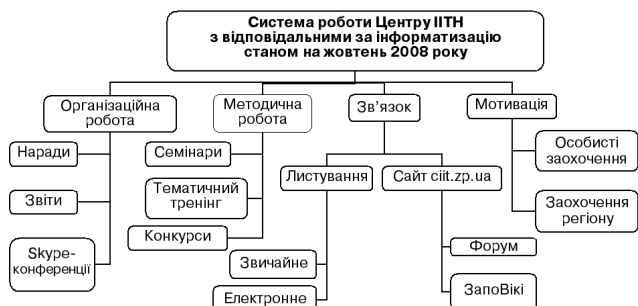 Система роботи Центру ІІТН
з відповідальними за інформатизацію
станом на жовтень 2008 року
Організаційна
робота
Методична
робота
Зв’язок
Мотивація
Наради
Звіти
Skype-
конференції
Семінари
Тематичний
тренінг
Конкурси
Листування
Сайт ciit.zp.ua
Звичайне
Електронне
Форум
ЗапоВікі
Особисті
заохочення
Заохочення
регіону